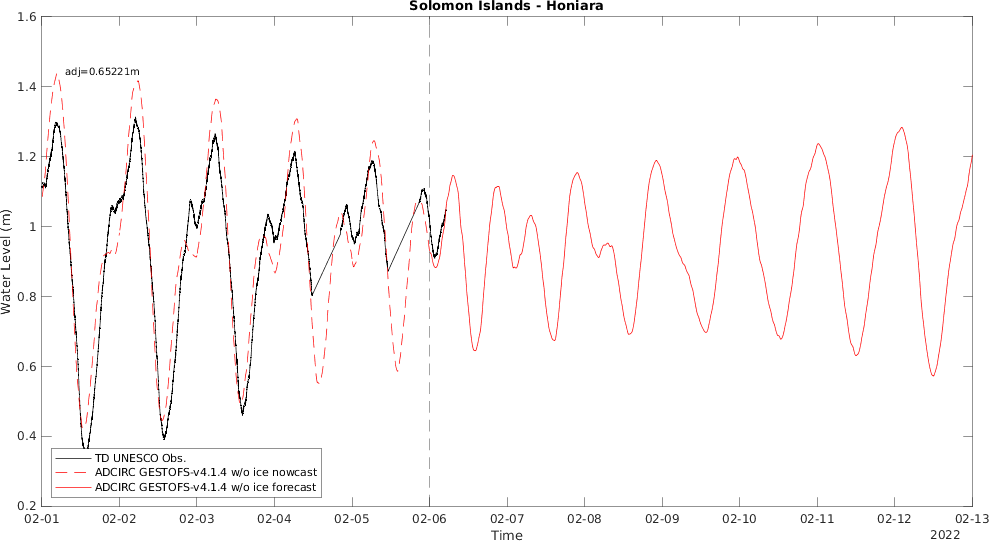 Solomon Islands - Honiara
1.6
1.4
1.2
1
0.8
0.6
0.4
0.2
Water Level (m)
adj=0.65221m
TD UNESCO Obs.
ADCIRC GESTOFS-v4.1.4 w/o ice nowcast
ADCIRC GESTOFS-v4.1.4 w/o ice forecast
02-01 02-02 02-03 02-04 02-05 02-06 02-07 02-08 02-09 02-10 02-11 02-12 02-13
Time
2022